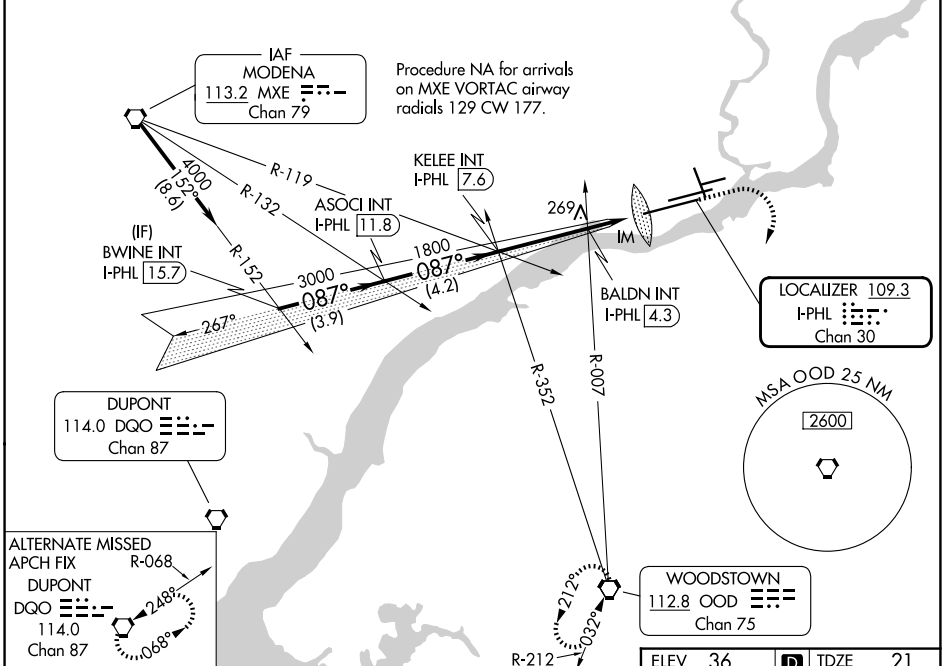 IAF
MODENA
113.2 MXE
Chan 79
Procedure NA for arrivals
on MXE VORTAC airway
radials 129 CW 177.
4000
152°
(8.6)
R-119
R-132
R-152
KELEE INT
I-PHL 7.6
ASOCI INT
I-PHL 11.8
(IF)
BWINE INT
I-PHL 15.7
269
IM
1800
087°
(4.2)
3000
087°
(3.9)
267°
BALDN INT
I-PHL 4.3
LOCALIZER 109.3
I-PHL
Chan 30
R-352
R-007
MSA OOD 25 NM
2600
DUPONT
114.0 DQO
Chan 87
ALTERNATE MISSED
APCH FIX
DUPONT
DQO
114.0
Chan 87
R-068
248°
068°
212°
032°
R-212
WOODSTOWN
112.8 OOD
Chan 75
ELEV 36 D TDZE 21